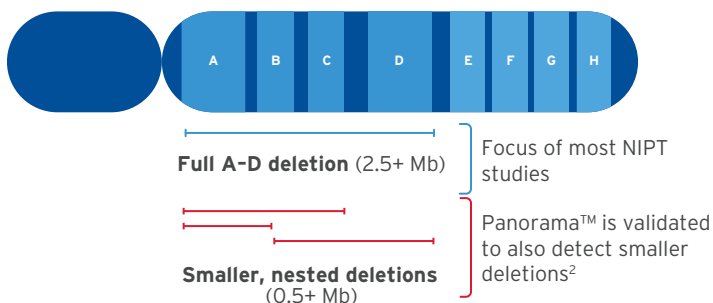 A B C D E F G H
Full A–D deletion (2.5+ Mb)
Focus of most NIPT
studies
Smaller, nested deletions
(0.5+ Mb)
Panorama™ is validated
to also detect smaller
deletions²